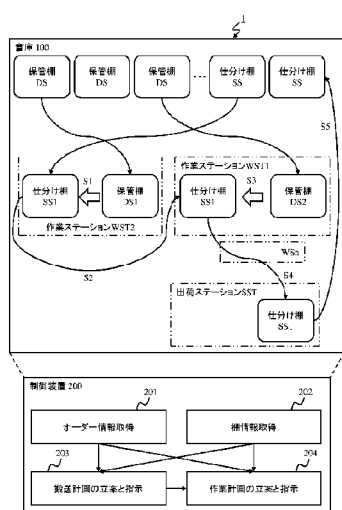 1
倉庫 100
保管棚
DS
保管棚
DS
保管棚
DS
…
仕分け棚
SS
仕分け棚
SS
S5
作業ステーションWST1
S1
仕分け棚
SS1
保管棚
DS1
作業ステーションWST2
S3
仕分け棚
SS1
保管棚
DS2
S2
WSn
S4
出荷ステーションSST
仕分け棚
制御装置 200
201
202
オーダー情報取得
棚情報取得
203
204
搬送計画の立案と指示
作業計画の立案と指示